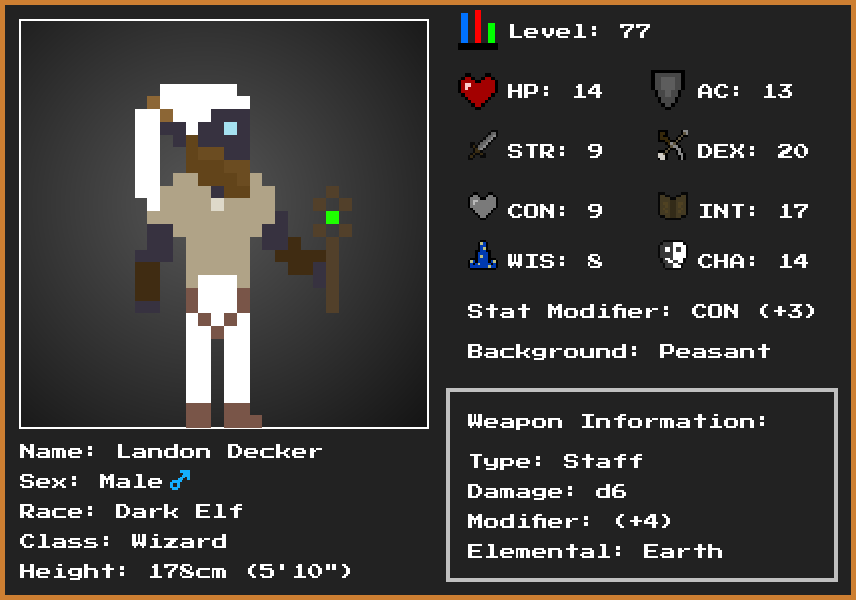 Level: 77
HP: 14
AC: 13
STR: 9
DEX: 20
CON: 9
INT: 17
WIS: 8
CHA: 14
Stat Modifier: CON (+3)
Background: Peasant
Weapon Information:
Type: Staff
Damage: d6
Modifier: (+4)
Elemental: Earth
Name: Landon Decker
Sex: Male♂
Race: Dark Elf
Class: Wizard
Height: 178cm (5'10")